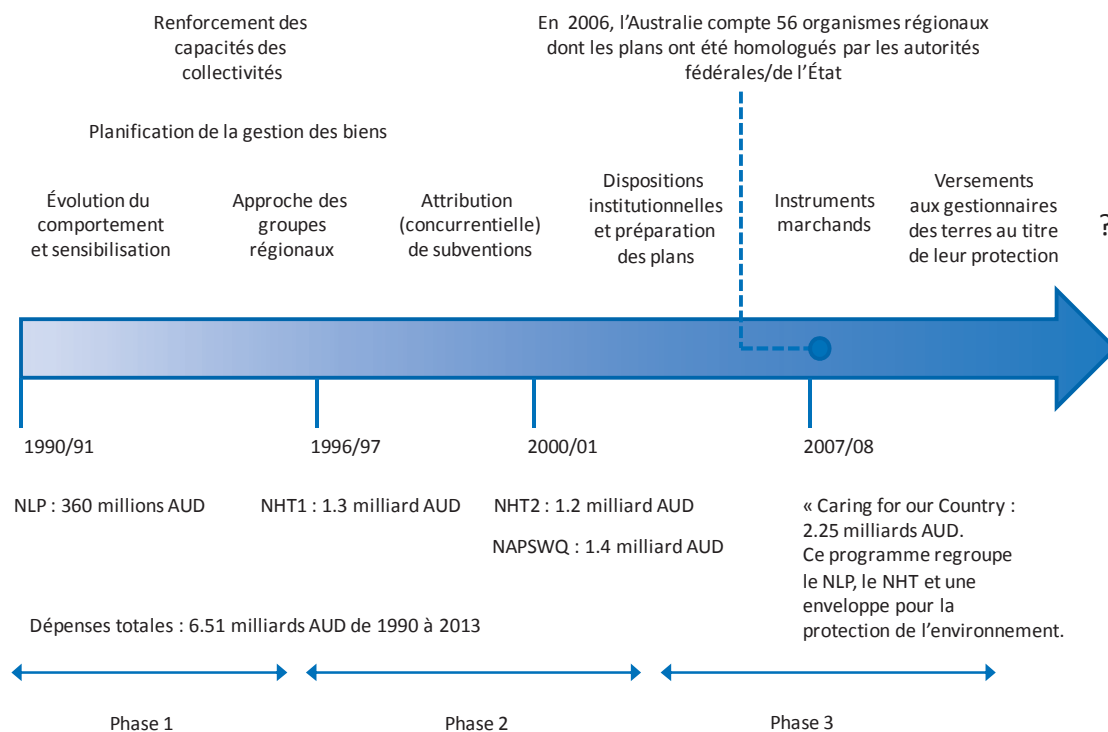 Renforcement des
capacités des
collectivités
En 2006, l'Australie compte 56 organismes régionaux
dont les plans ont été homologués par les autorités
fédérales/de l'État
Planification de la gestion des biens
Évolution du
comportement
et sensibilisation
Approche des
groupes
régionaux
Attribution
(concurrentielle)
de subventions
Dispositions
institutionnelles
et préparation
des plans
Instruments
marchands
Versements
aux gestionnaires
des terres au titre
de leur protection
?
1990/91
1996/97
2000/01
2007/08
NLP : 360 millions AUD
NHT1 : 1.3 milliard AUD
NHT2 : 1.2 milliard AUD
NAPSWQ : 1.4 milliard AUD
« Caring for our Country :
2.25 milliards AUD.
Ce programme regroupe
le NLP, le NHT et une
enveloppe pour la
protection de l'environnement.
Dépenses totales : 6.51 milliards AUD de 1990 à 2013
Phase 1
Phase 2
Phase 3